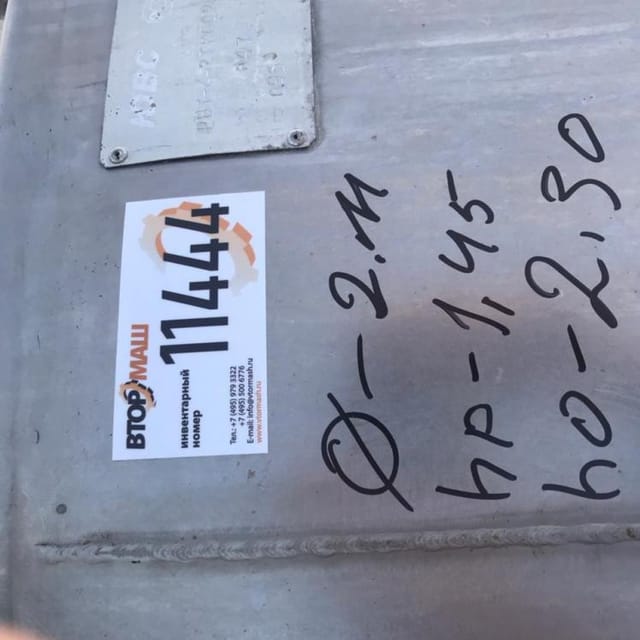 ВТОРМАШ
инвентарный
номер
11444
Тел.: +7 (495) 979 3322
+7 (495) 500 6776
E-mail: info@vtormash.ru
www.vtormash.ru
Ø-2.м
hр-1,45
hо-2,30